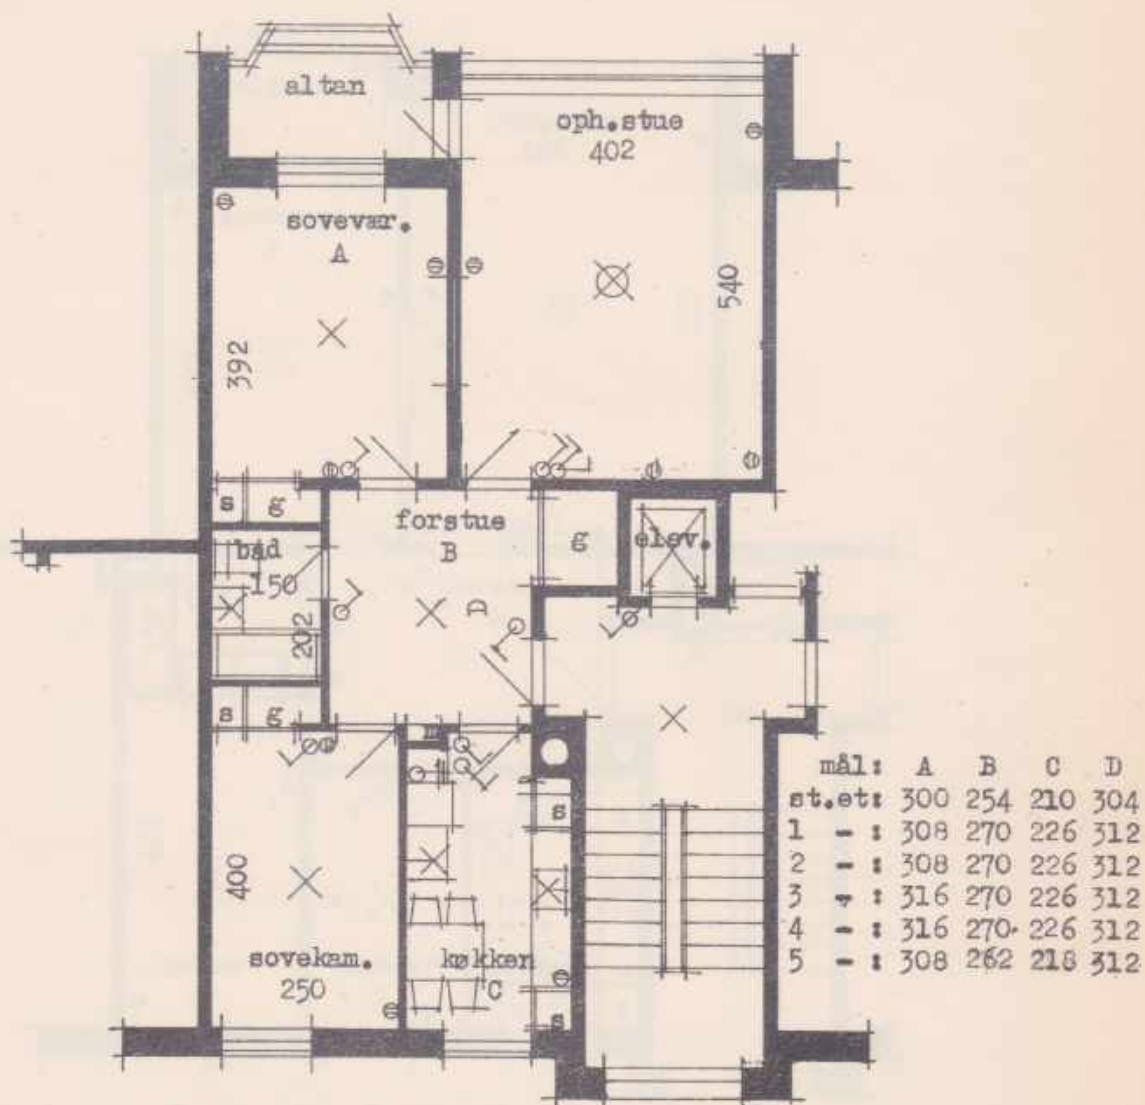 altan
oph.stue
402
sovevær.
A
540
392
s g
forstue
B
g
elev.
bad
150
D
202
s g
mål: A B C D
st.et: 300 254 210 304
1 - : 308 270 226 312
2 - : 308 270 226 312
3 - : 316 270 226 312
4 - : 316 270 226 312
5 - : 308 262 218 312
s
400
sovekam.
250
køkken
C
s